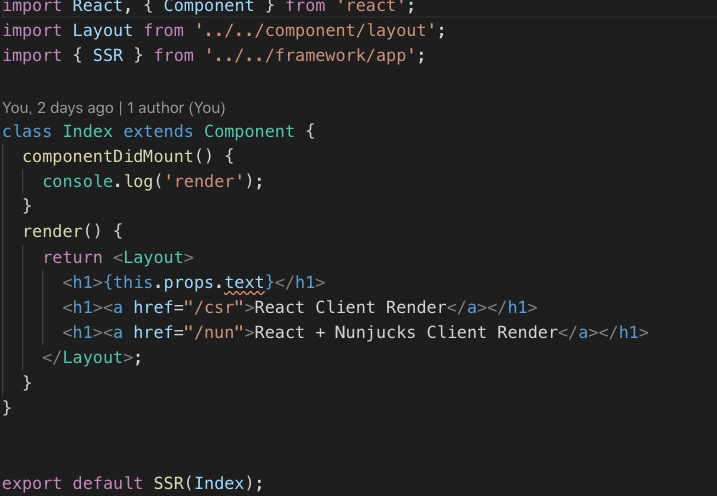 import React, { Component } from 'react';
import Layout from '../../component/layout';
import { SSR } from '../../framework/app';
You, 2 days ago | 1 author (You)
class Index extends Component {
componentDidMount() {
console.log('render');
}
render() {
return <Layout>
<h1>{this.props.text}</h1>
<h1><a href="/csr">React Client Render</a></h1>
<h1><a href="/nun">React + Nunjucks Client Render</a></h1>
</Layout>;
}
}
export default SSR(Index);